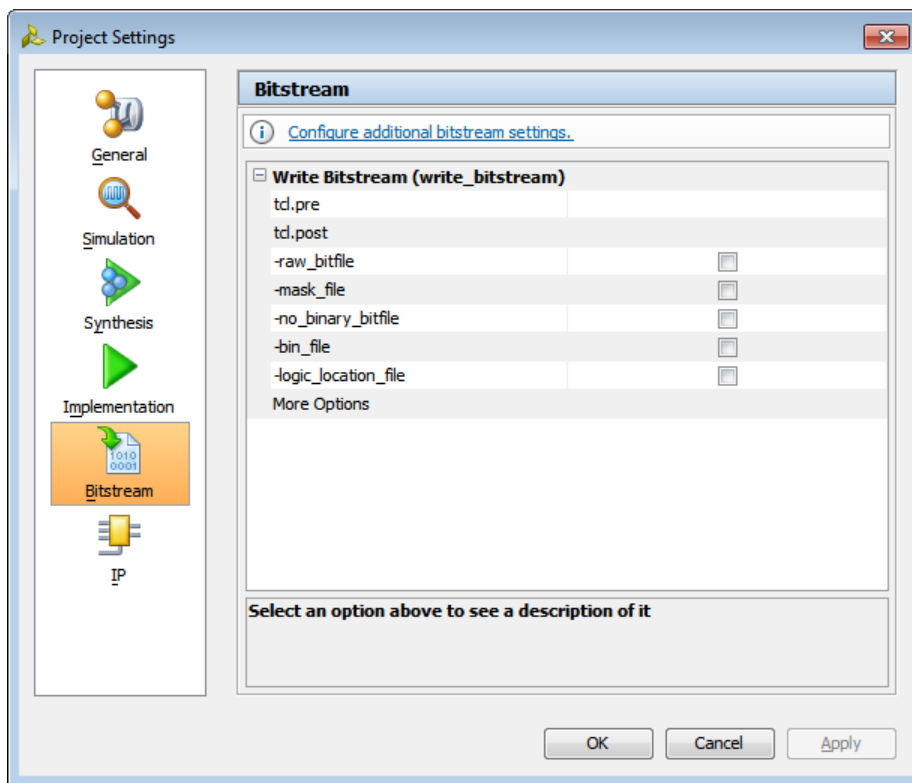 Project Settings
General
Simulation
Synthesis
Implementation
1010
0001
Bitstream
IP
Bitstream
Configure additional bitstream settings.
Write Bitstream (write_bitstream)
tcl.pre
tcl.post
-raw_bitfile
-mask_file
-no_binary_bitfile
-bin_file
-logic_location_file
More Options
Select an option above to see a description of it
OK
Cancel
Apply